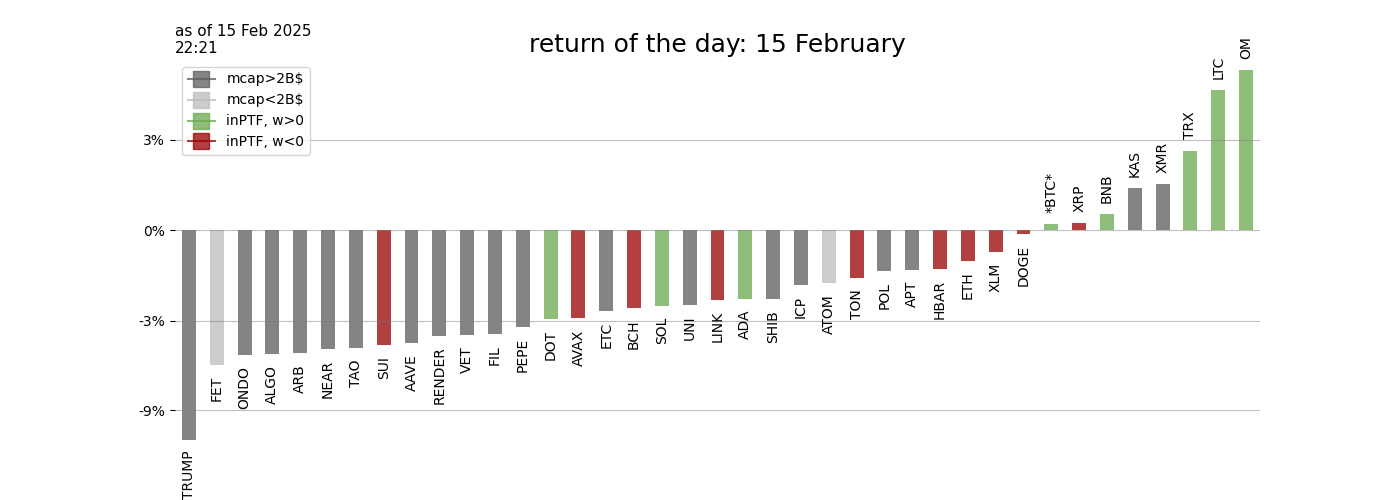 as of 15 Feb 2025
22:21
return of the day: 15 February
mcap>2B$
mcap<2B$
inPTF, w>0
inPTF, w<0
3%
0%
-3%
-9%
TRUMP
FET
ONDO
ALGO
ARB
NEAR
TAO
SUI
AAVE
RENDER
VET
FIL
PEPE
DOT
AVAX
ETC
BCH
SOL
UNI
LINK
ADA
SHIB
ICP
ATOM
TON
POL
APT
HBAR
ETH
XLM
DOGE
*BTC*
XRP
BNB
KAS
XMR
TRX
LTC
OM